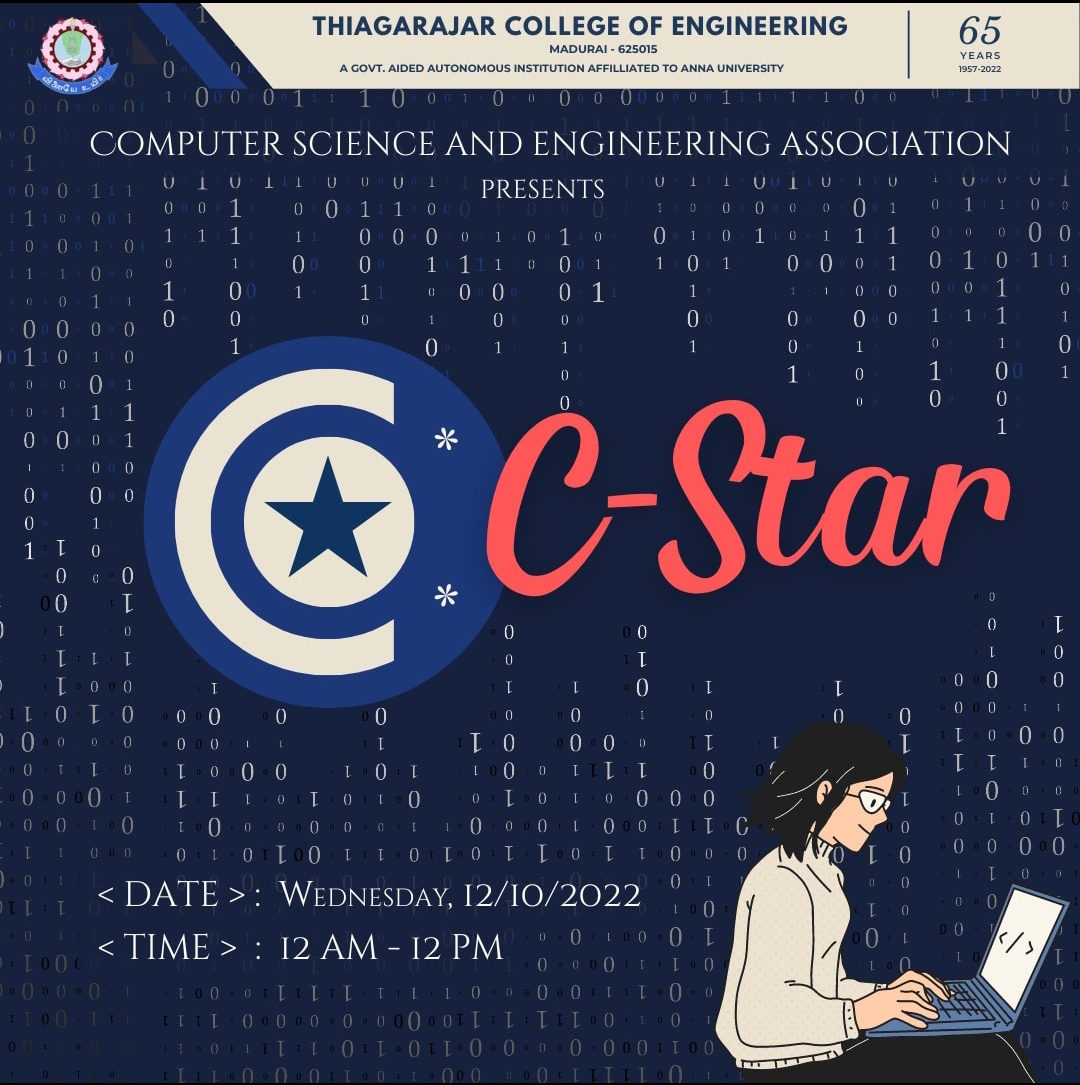 THIAGARAJAR COLLEGE OF ENGINEERING
MADURAI - 625015
A GOVT. AIDED AUTONOMOUS INSTITUTION AFFILLIATED TO ANNA UNIVERSITY
65
YEARS
1957-2022
COMPUTER SCIENCE AND ENGINEERING ASSOCIATION
PRESENTS
C-Star
< DATE > : Wednesday, 12/10/2022
< TIME > : 12 AM - 12 PM